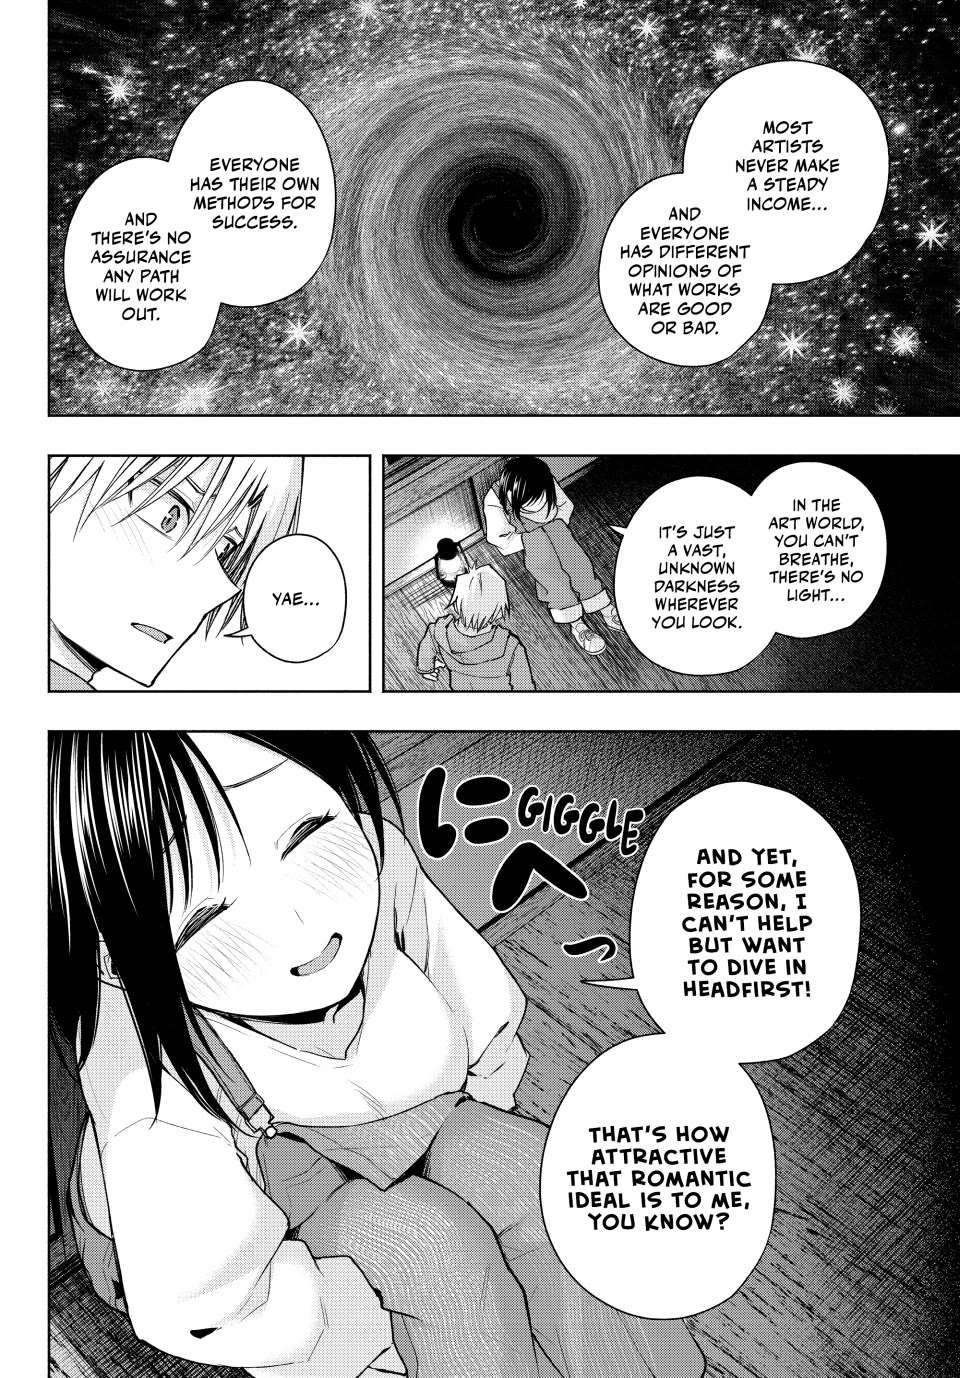 MOST
ARTISTS
NEVER MAKE
A STEADY
INCOME...
AND
EVERYONE
HAS DIFFERENT
OPINIONS OF
WHAT WORKS
ARE GOOD
OR BAD.
EVERYONE
HAS THEIR OWN
METHODS FOR
SUCCESS.
AND
THERE'S NO
ASSURANCE
ANY PATH
WILL WORK
OUT.
IN THE
ART WORLD,
YOU CAN'T
BREATHE,
THERE'S NO
LIGHT...
IT'S JUST
A VAST,
UNKNOWN
DARKNESS
WHEREVER
YOU LOOK.
YAE...
にへっ
GIGGLE
AND YET,
FOR SOME
REASON, I
CAN'T HELP
BUT WANT
TO DIVE IN
HEADFIRST!
THAT'S HOW
ATTRACTIVE
THAT ROMANTIC
IDEAL IS TO ME,
YOU KNOW?